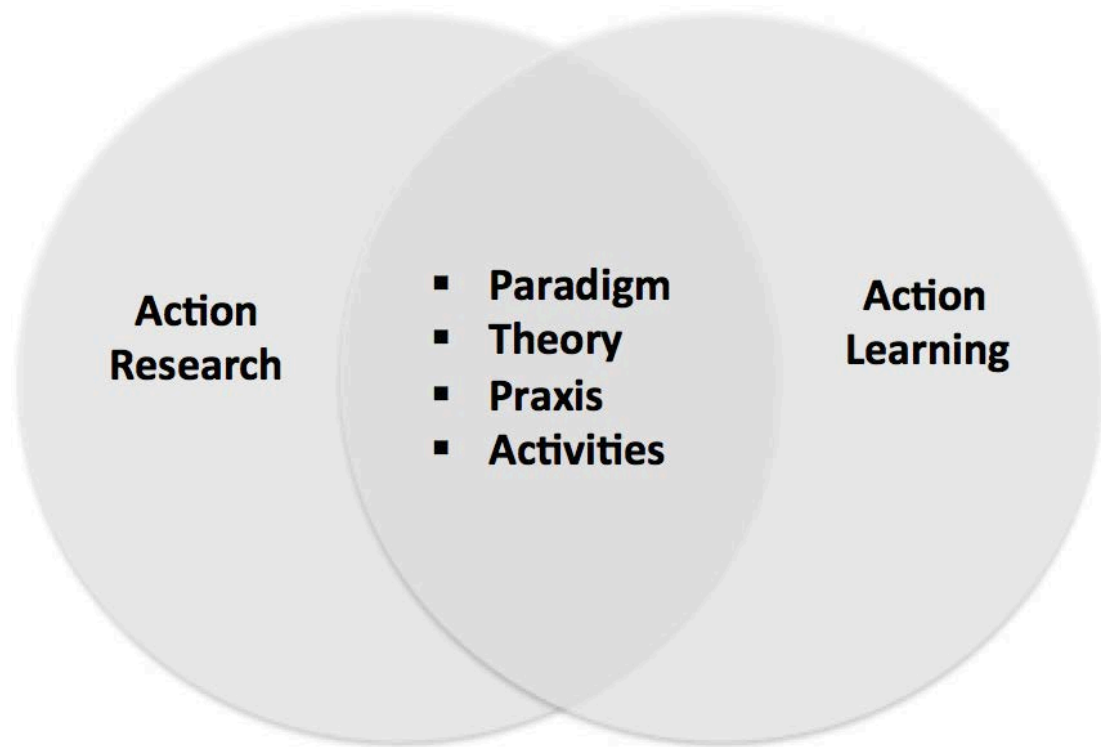 Action
Research
▪ Paradigm
▪ Theory
▪ Praxis
▪ Activities
Action
Learning